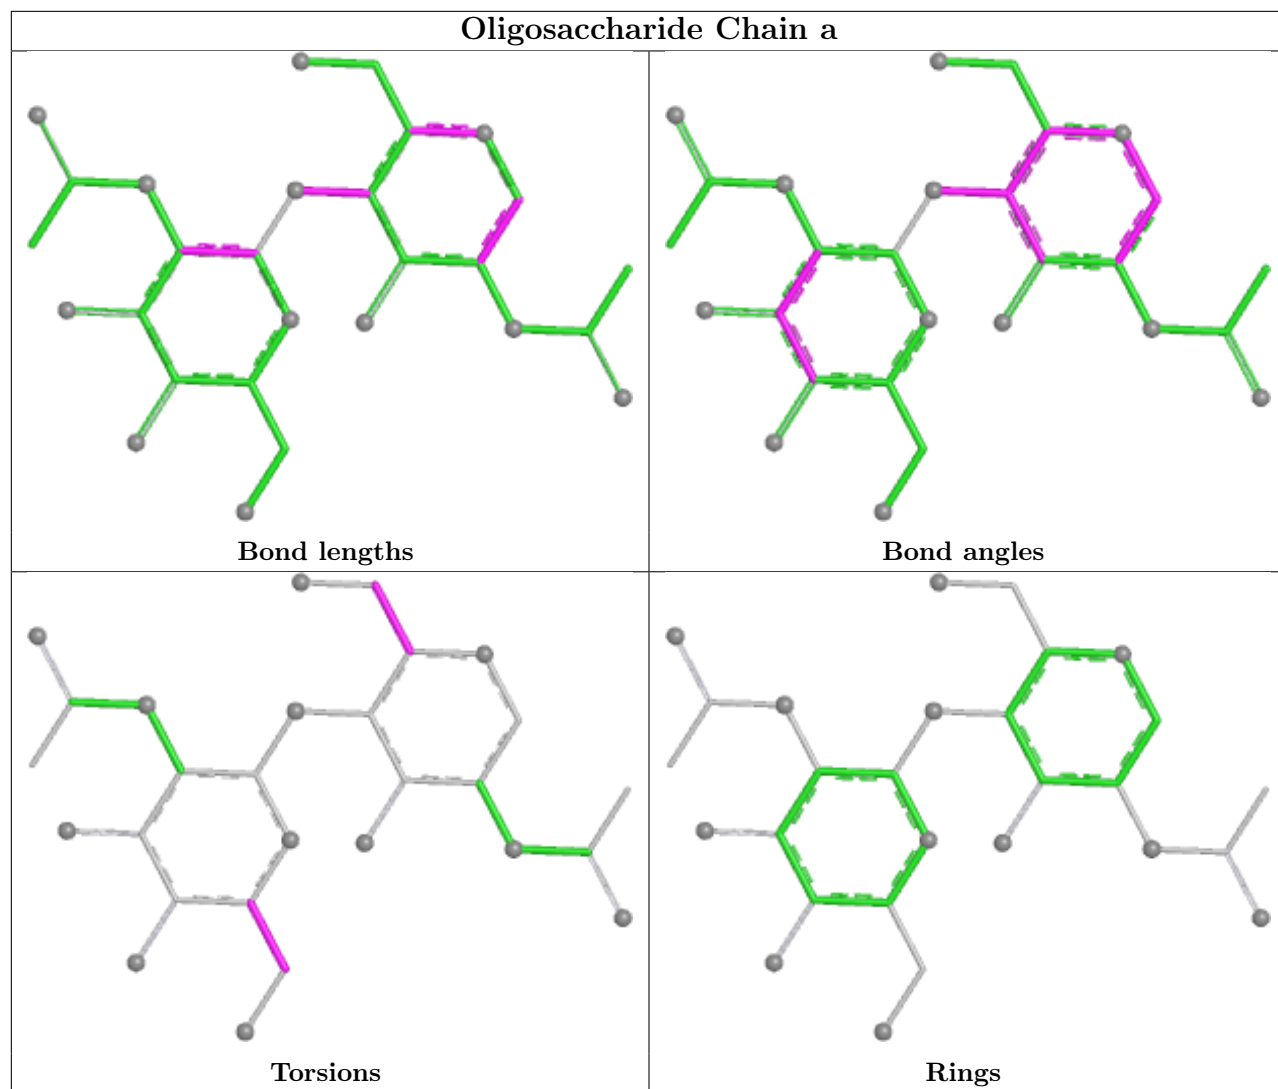 Oligosaccharide Chain a
Bond lengths
Bond angles
Torsions
Rings